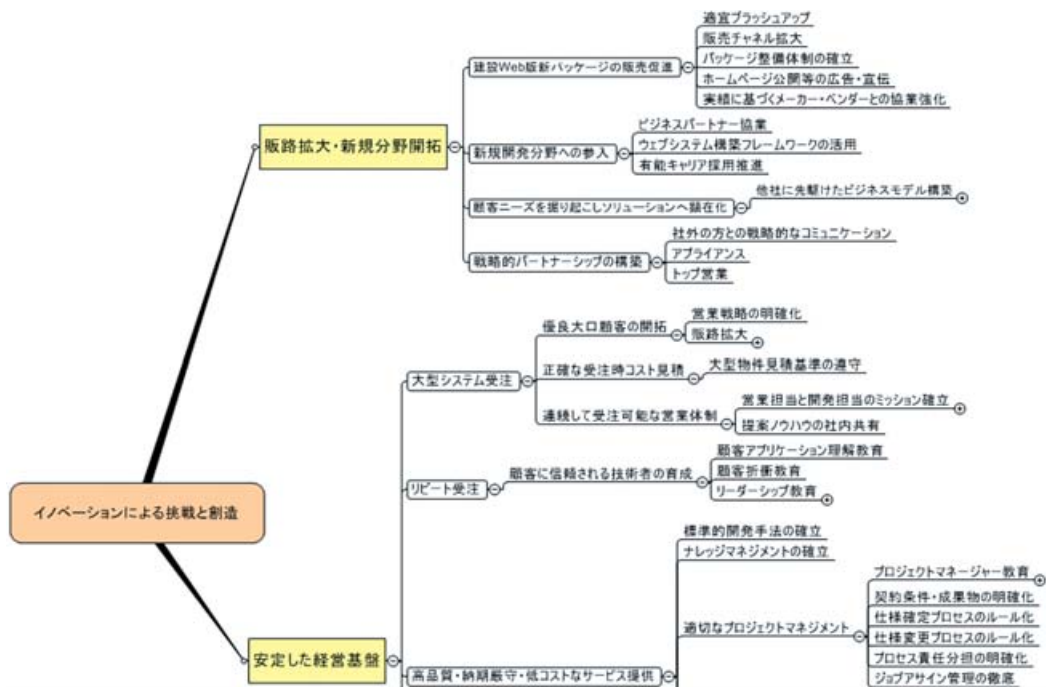 イノベーションによる挑戦と創造
販路拡大・新規分野開拓
建設Web版新パッケージの販売促進
適宜ブラッシュアップ
販売チャネル拡大
パッケージ整備体制の確立
ホームページ公開等の広告・宣伝
実績に基づくメーカー・ベンダーとの協業強化
新規開発分野への参入
ビジネスパートナー協業
ウェブシステム構築フレームワークの活用
有能キャリア採用推進
顧客ニーズを掘り起こしソリューションへ顕在化
他社に先駆けたビジネスモデル構築
戦略的パートナーシップの構築
社外の方との戦略的なコミュニケーション
アプライアンス
トップ営業
安定した経営基盤
大型システム受注
優良大口顧客の開拓
営業戦略の明確化
販路拡大
正確な受注時コスト見積
大型物件見積基準の遵守
連続して受注可能な営業体制
営業担当と開発担当のミッション確立
提案ノウハウの社内共有
リピート受注
顧客に信頼される技術者の育成
顧客アプリケーション理解教育
顧客折衝教育
リーダーシップ教育
高品質・納期厳守・低コストなサービス提供
標準的開発手法の確立
ナレッジマネジメントの確立
適切なプロジェクトマネジメント
プロジェクトマネージャー教育
契約条件・成果物の明確化
仕様確定プロセスのルール化
仕様変更プロセスのルール化
プロセス責任分担の明確化
ジョブアサイン管理の徹底